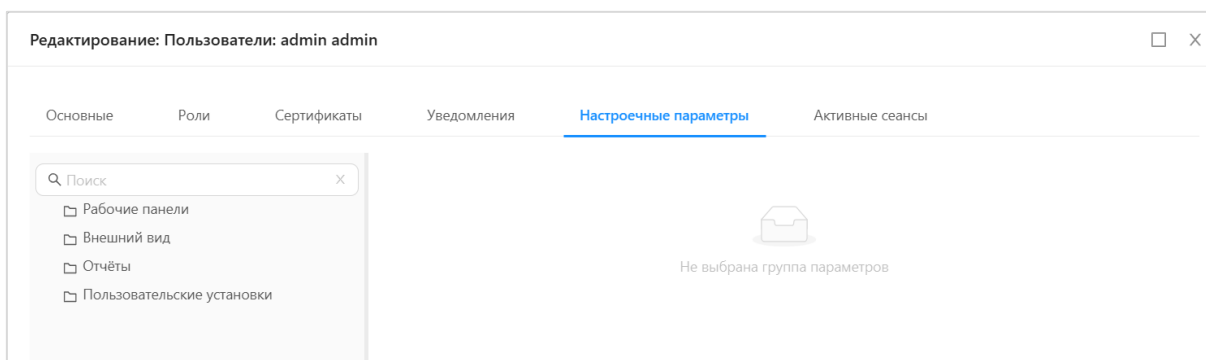 Редактирование: Пользователи: admin admin
Основные Роли Сертификаты Уведомления Настроечные параметры Активные сеансы
Поиск
Рабочие панели
Внешний вид
Отчёты
Пользовательские установки
Не выбрана группа параметров